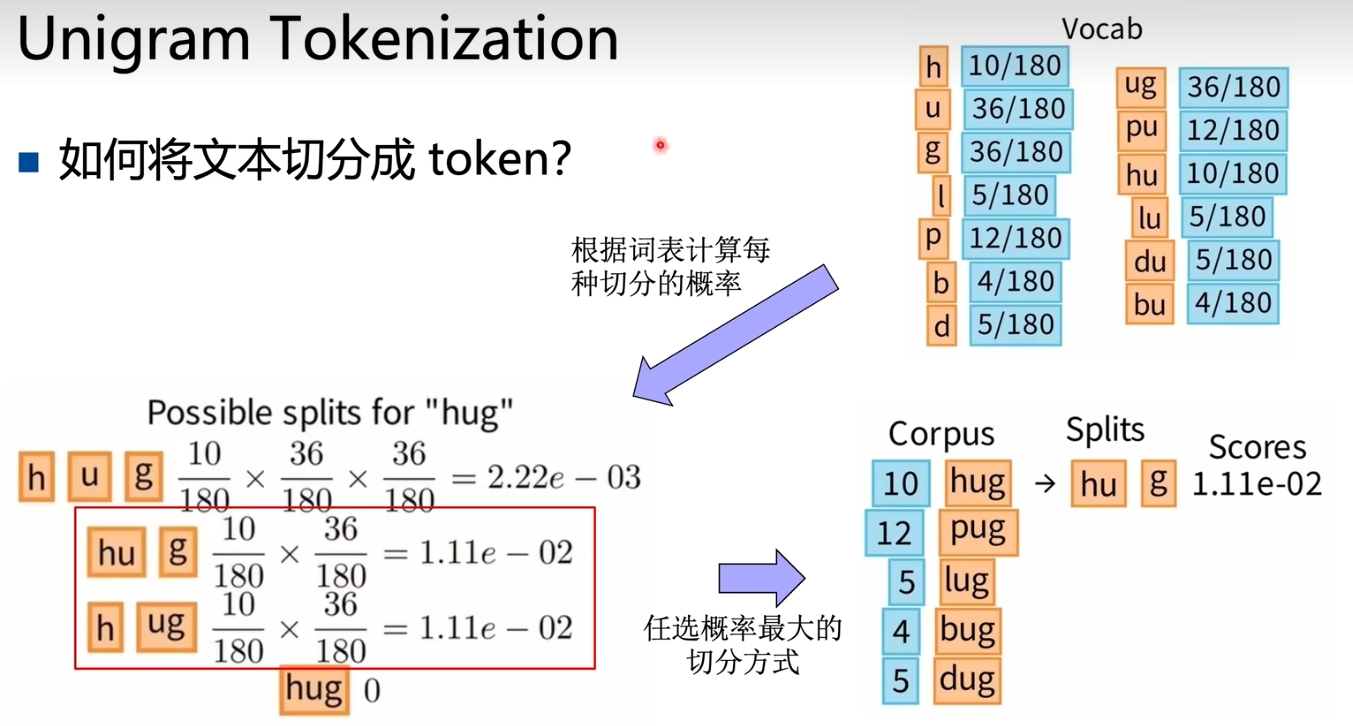 Unigram Tokenization
■ 如何将文本切分成 token?
Vocab
h 10/180
u 36/180
g 36/180
l 5/180
p 12/180
b 4/180
d 5/180
ug 36/180
pu 12/180
hu 10/180
lu 5/180
du 5/180
bu 4/180
根据词表计算每
种切分的概率
Possible splits for "hug"
h u g 10/180 × 36/180 × 36/180 = 2.22e − 03
hu g 10/180 × 36/180 = 1.11e − 02
h ug 10/180 × 36/180 = 1.11e − 02
hug 0
任选概率最大的
切分方式
Corpus Splits Scores
10 hug → hu g 1.11e-02
12 pug
5 lug
4 bug
5 dug